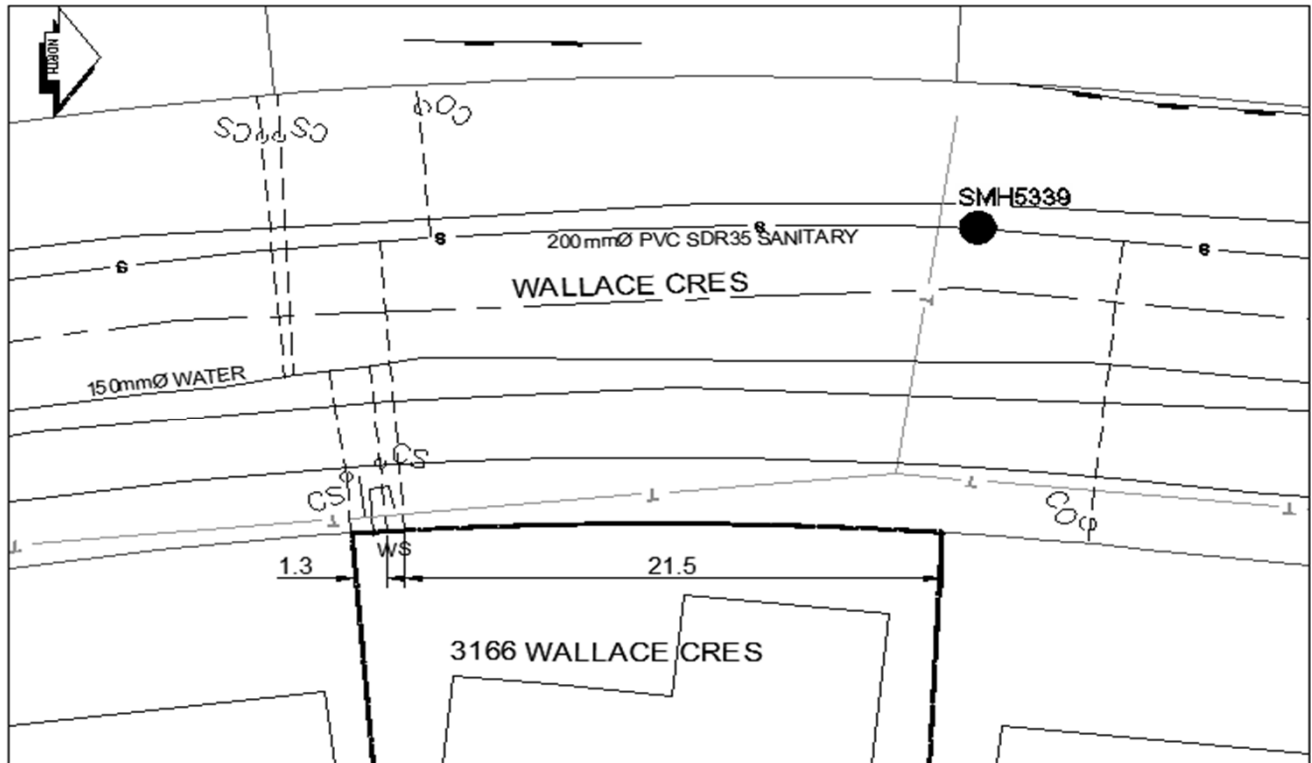 NORTH
CS
CS
CO
SMH5339
S
S
S
S
200mmØ PVC SDR35 SANITARY
WALLACE CRES
T
150mmØ WATER
CS
CS
T
T
T
T
T
CO
WS
1.3
21.5
3166 WALLACE CRES